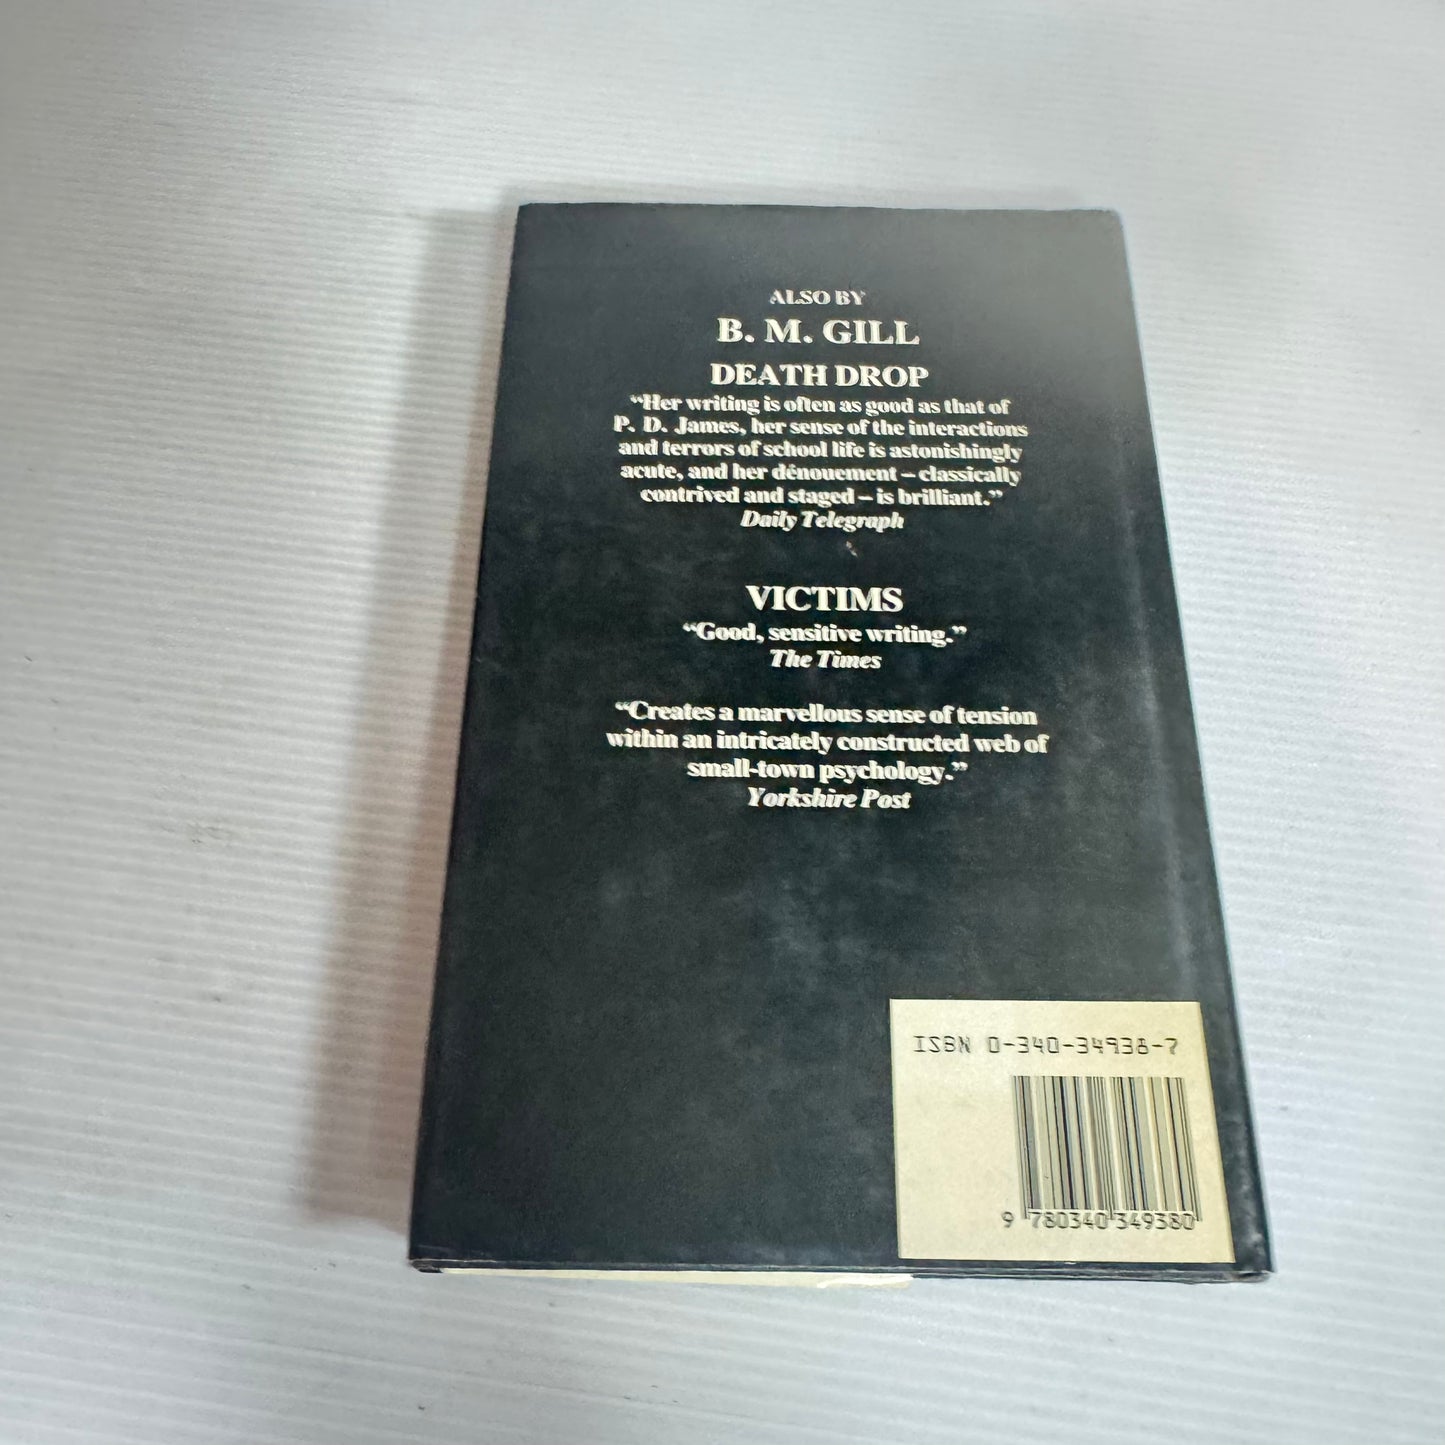 ALSO BY
B. M. GILL
DEATH DROP
“Her writing is often as good as that of
P. D. James, her sense of the interactions
and terrors of school life is astonishingly
acute, and her dénouement – classically
contrived and staged – is brilliant.”
Daily Telegraph
VICTIMS
“Good, sensitive writing.”
The Times
“Creates a marvellous sense of tension
within an intricately constructed web of
small-town psychology.”
Yorkshire Post
ISBN 0-340-34938-7
9 780340 349380